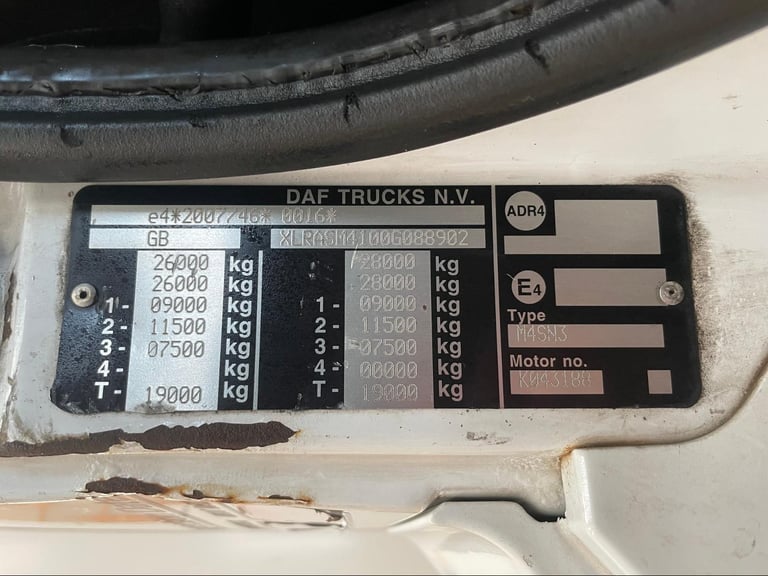 DAF TRUCKS N.V.
e4*2007/46* 0016*
GB XLRASM4100G088902
26000 kg 28000 kg
26000 kg 28000 kg
1- 09000 kg 1- 09000 kg
2- 11500 kg 2- 11500 kg
3- 07500 kg 3- 07500 kg
4- kg 4- 00000 kg
T- 19000 kg T- 19000 kg
ADR4
E4
Type
M4SN3
Motor no.
K043188